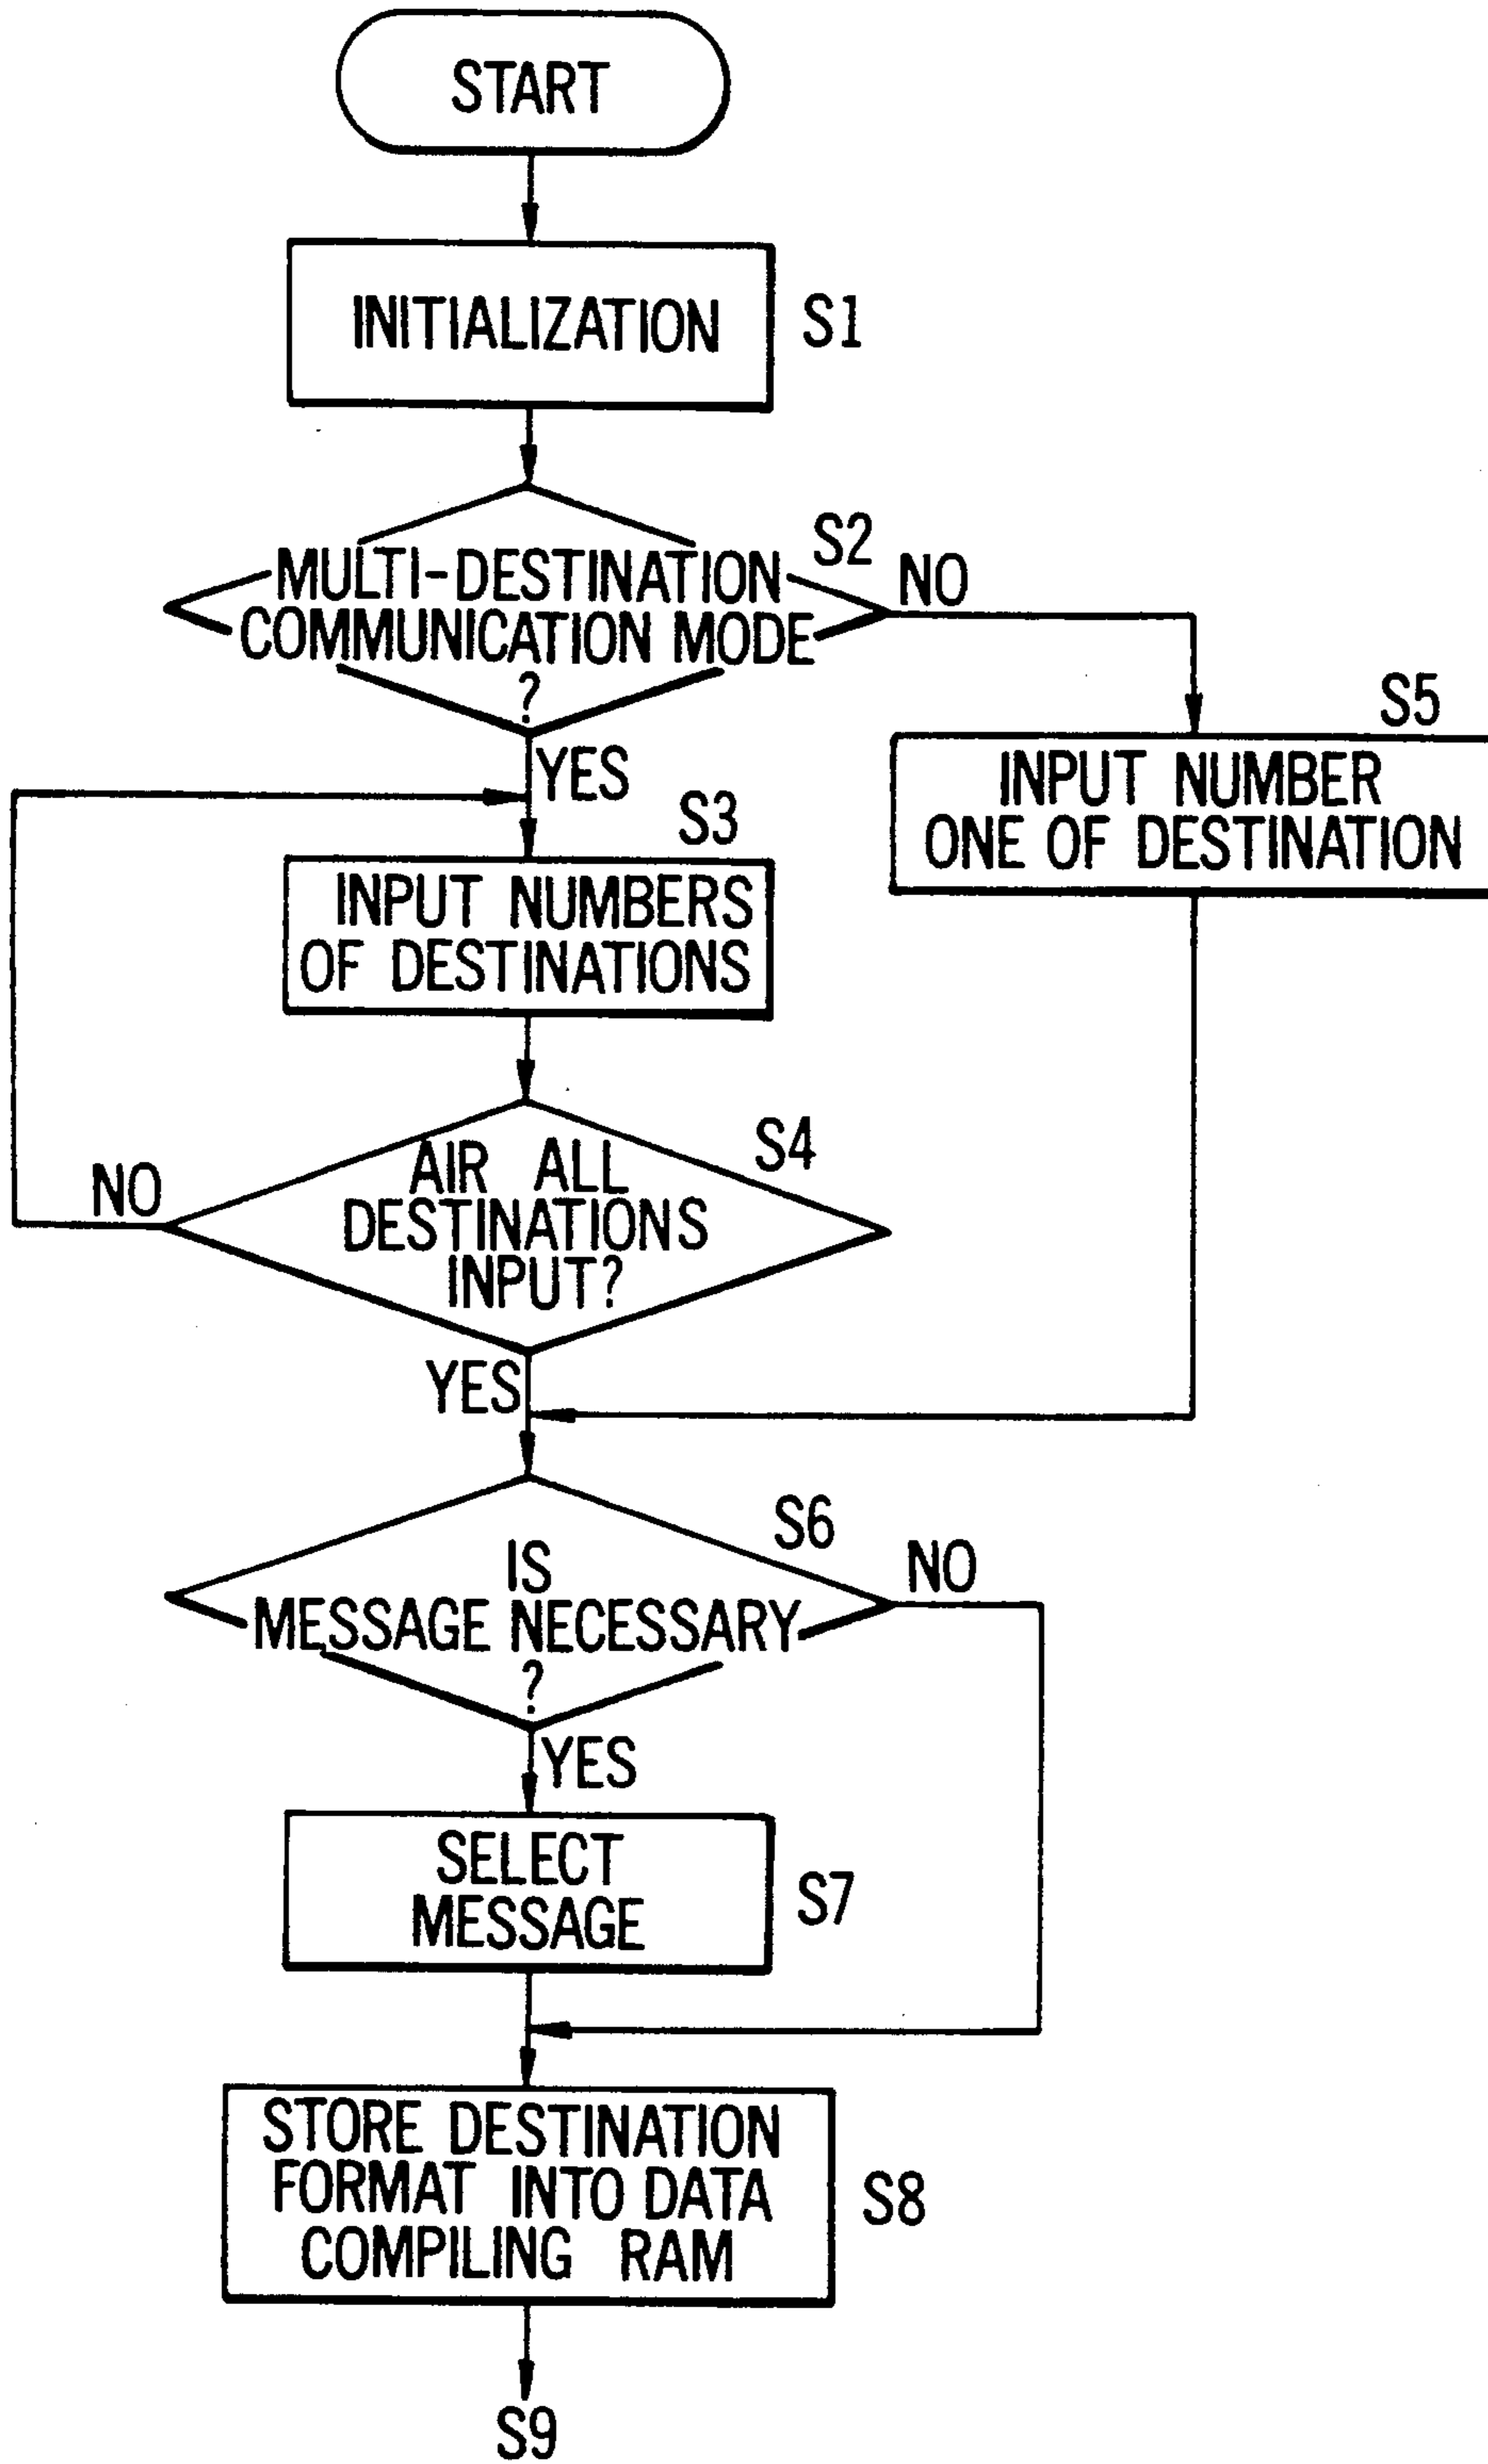 START
INITIALIZATION
S1
S2
MULTI-DESTINATION
COMMUNICATION MODE
?
NO
YES
S5
INPUT NUMBER
ONE OF DESTINATION
S3
INPUT NUMBERS
OF DESTINATIONS
S4
AIR ALL
DESTINATIONS
INPUT?
NO
YES
S6
IS
MESSAGE NECESSARY
?
NO
YES
SELECT
MESSAGE
S7
STORE DESTINATION
FORMAT INTO DATA
COMPILING RAM
S8
S9